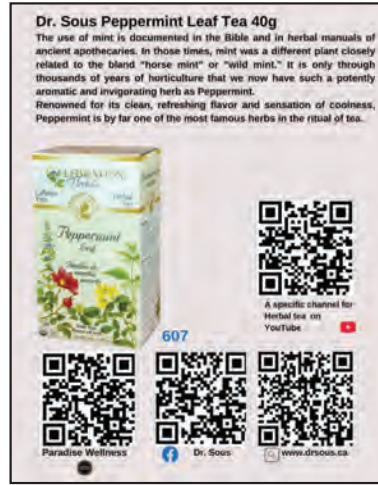 Dr. Sous Peppermint Leaf Tea 40g
The use of mint is documented in the Bible and in herbal manuals of
ancient apothecaries. In those times, mint was a different plant closely
related to the bland "horse mint" or "wild mint." It is only through
thousands of years of horticulture that we now have such a potently
aromatic and invigorating herb as Peppermint.
Renowned for its clean, refreshing flavor and sensation of coolness,
Peppermint is by far one of the most famous herbs in the ritual of tea.
CELEBRATION
Herbals
Peppermint
Leaf
A specific channel for
Herbal tea on
YouTube
607
Paradise Wellness
Dr. Sous
www.drsous.ca